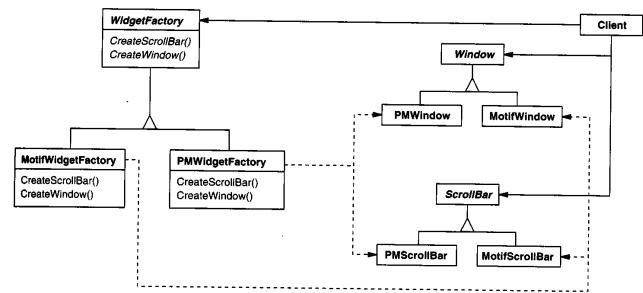 WidgetFactory
CreateScrollBar()
CreateWindow()
Client
Window
PMWindow
MotifWindow
MotifWidgetFactory
CreateScrollBar()
CreateWindow()
PMWidgetFactory
CreateScrollBar()
CreateWindow()
ScrollBar
PMScrollBar
MotifScrollBar